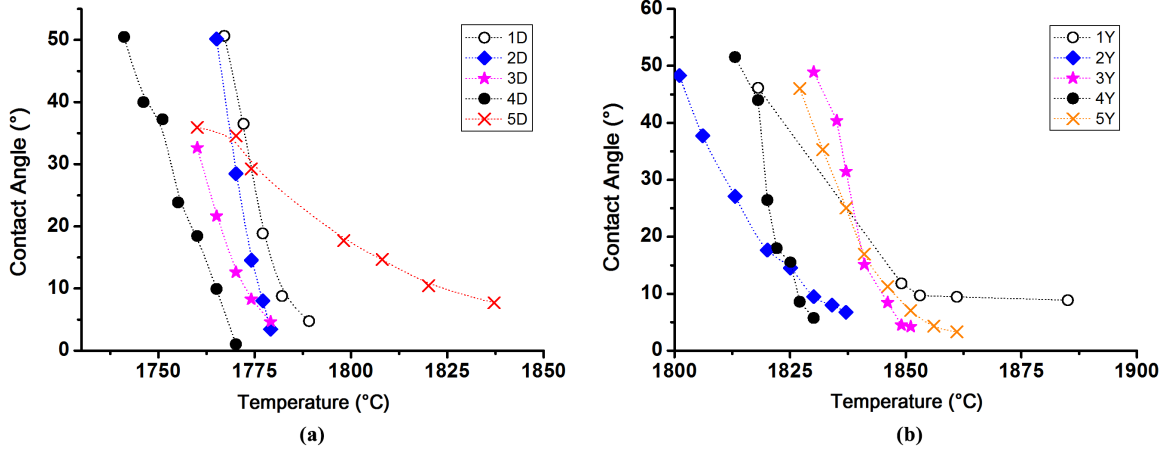 50
40
30
20
10
0
Contact Angle (°)
1D
2D
3D
4D
5D
1750 1775 1800 1825 1850
Temperature (°C)
(a)
60
50
40
30
20
10
0
Contact Angle (°)
1Y
2Y
3Y
4Y
5Y
1800 1825 1850 1875 1900
Temperature (°C)
(b)